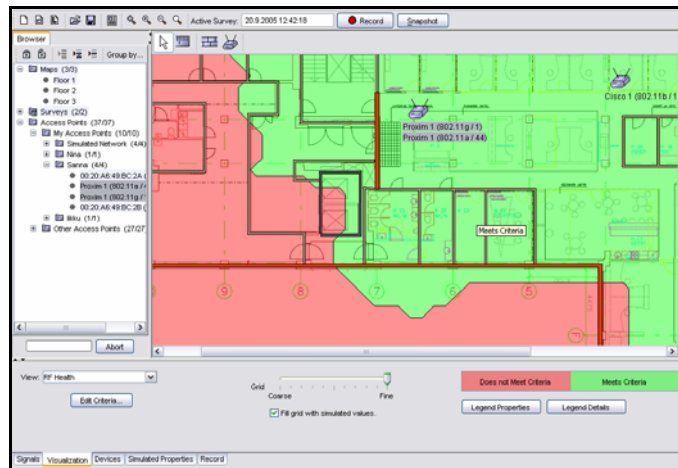 Active Survey: 20.9.2005 12:42:18 Record Snapshot
Browser
Group by...
Maps (3/3)
Floor 1
Floor 2
Floor 3
Surveys (2/2)
Access Points (37/37)
My Access Points (10/10)
Simulated Network (4/4)
Nina (1/1)
Sanna (4/4)
00:20:A6:49:BC:2A (
Proxim 1 (802.11a / 4
Proxim 1 (802.11g / 1
00:20:A6:49:BC:2B (
Ilkku (1/1)
Other Access Points (27/27
Cisco 1 (802.11b / 1
Proxim 1 (802.11g / 1)
Proxim 1 (802.11a / 44)
Meets Criteria
9 8 7 6 5
Abort
View: RF Health
Edit Criteria...
Grid
Coarse Fine
Fill grid with simulated values.
Does not Meet Criteria Meets Criteria
Legend Properties Legend Details
Signals Visualization Devices Simulated Properties Record